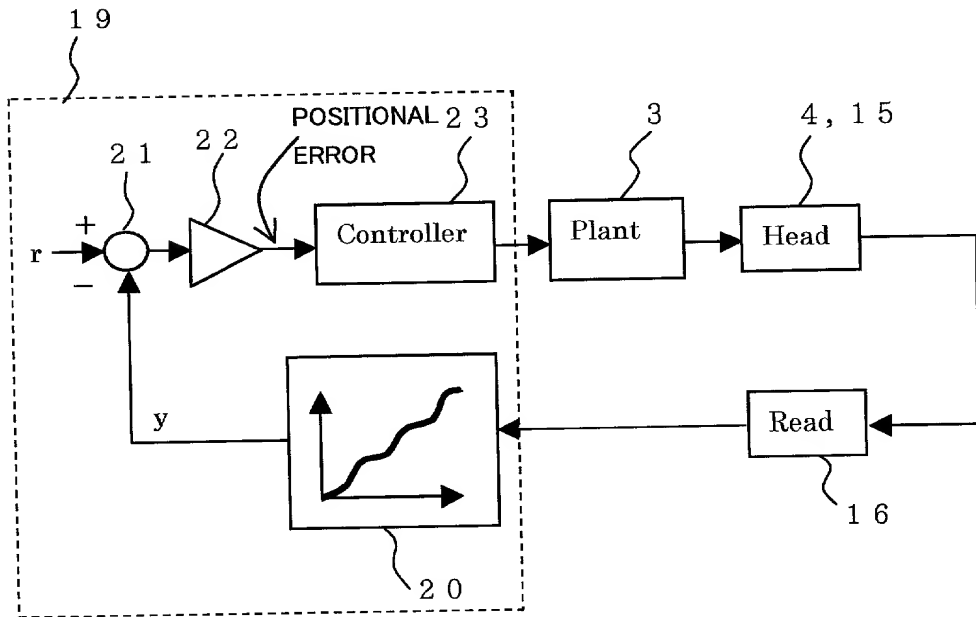 19
21
22
POSITIONAL
ERROR
23
3
4, 15
+
r
−
Controller
Plant
Head
y
Read
16
20